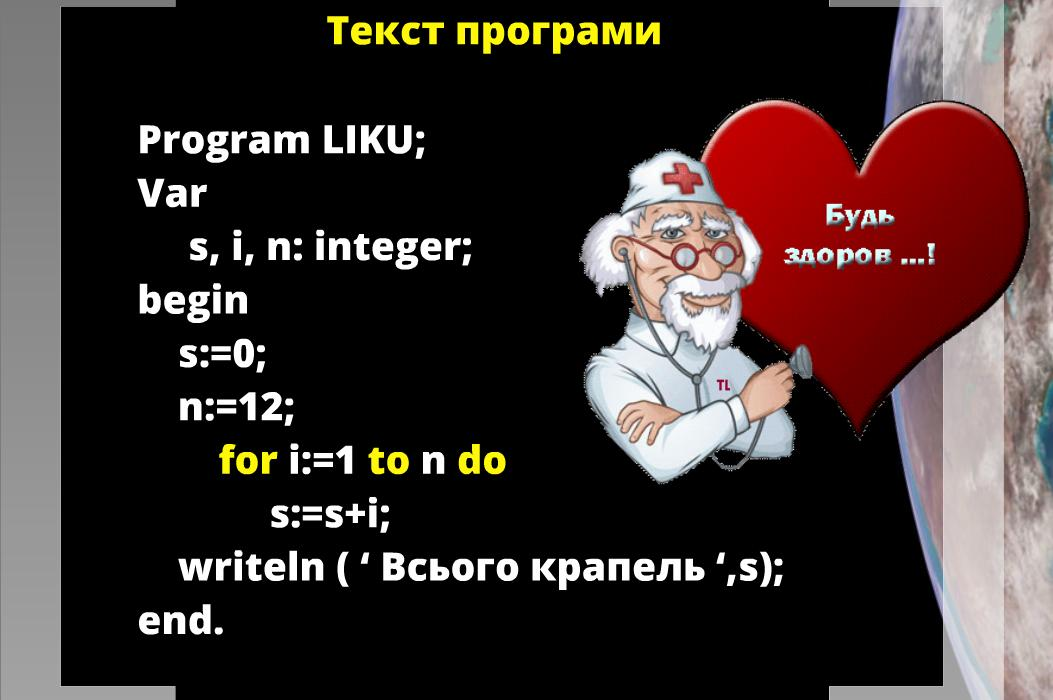 Текст програми
Program LIKU;
Var
s, i, n: integer;
begin
s:=0;
n:=12;
for i:=1 to n do
s:=s+i;
writeln ( ‘ Всього крапель ‘,s);
end.
Будь
здоров ...!
TL